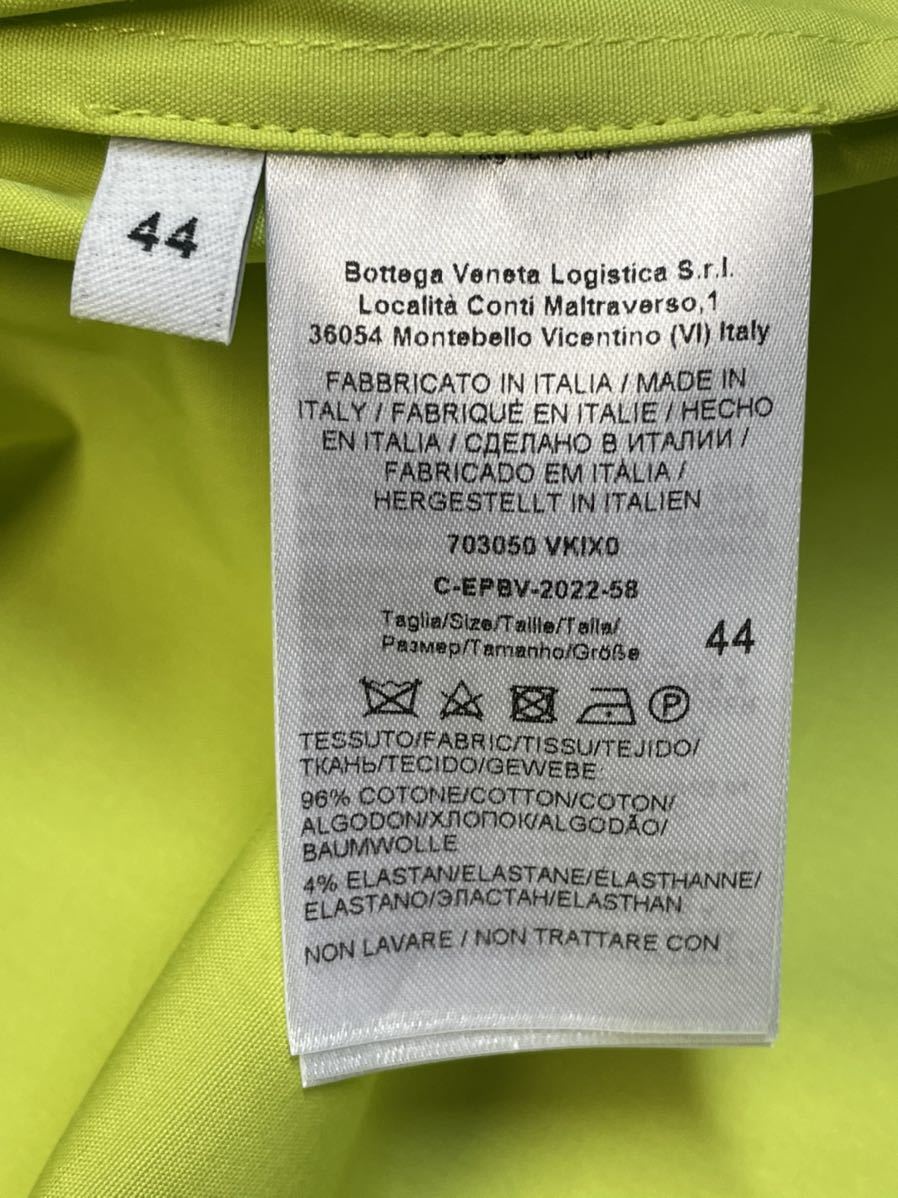 44
Bottega Veneta Logistica S.r.l.
Località Conti Maltraverso,1
36054 Montebello Vicentino (VI) Italy
FABBRICATO IN ITALIA / MADE IN
ITALY / FABRIQUÉ EN ITALIE / HECHO
EN ITALIA / СДЕЛАНО В ИТАЛИИ /
FABRICADO EM ITÁLIA /
HERGESTELLT IN ITALIEN
703050 VKIX0
C-EPBV-2022-58
Taglia/Size/Taille/Talla/
Размер/Tamanho/Größe
44
P
TESSUTO/FABRIC/TISSU/TEJIDO/
ТКАНЬ/TECIDO/GEWEBE
96% COTONE/COTTON/COTON/
ALGODON/ХЛОПОК/ALGODÃO/
BAUMWOLLE
4% ELASTAN/ELASTANE/ÉLASTHANNE/
ELASTANO/ЭЛАСТАН/ELASTHAN
NON LAVARE / NON TRATTARE CON